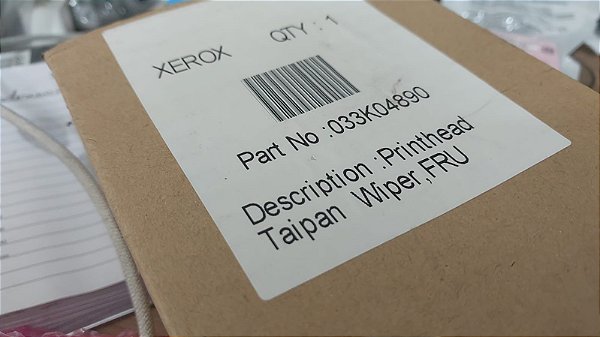 XEROX QTY : 1
Part No :033K04890
Description :Printhead
Taipan Wiper,FRU